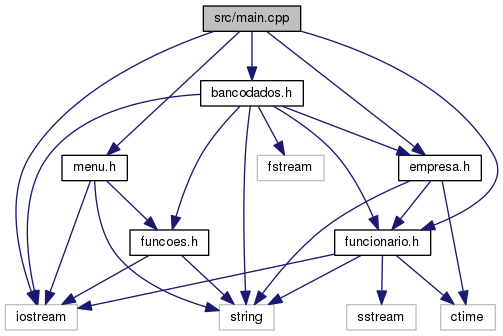 src/main.cpp
bancodados.h
menu.h
fstream
empresa.h
funcoes.h
funcionario.h
iostream
string
sstream
ctime